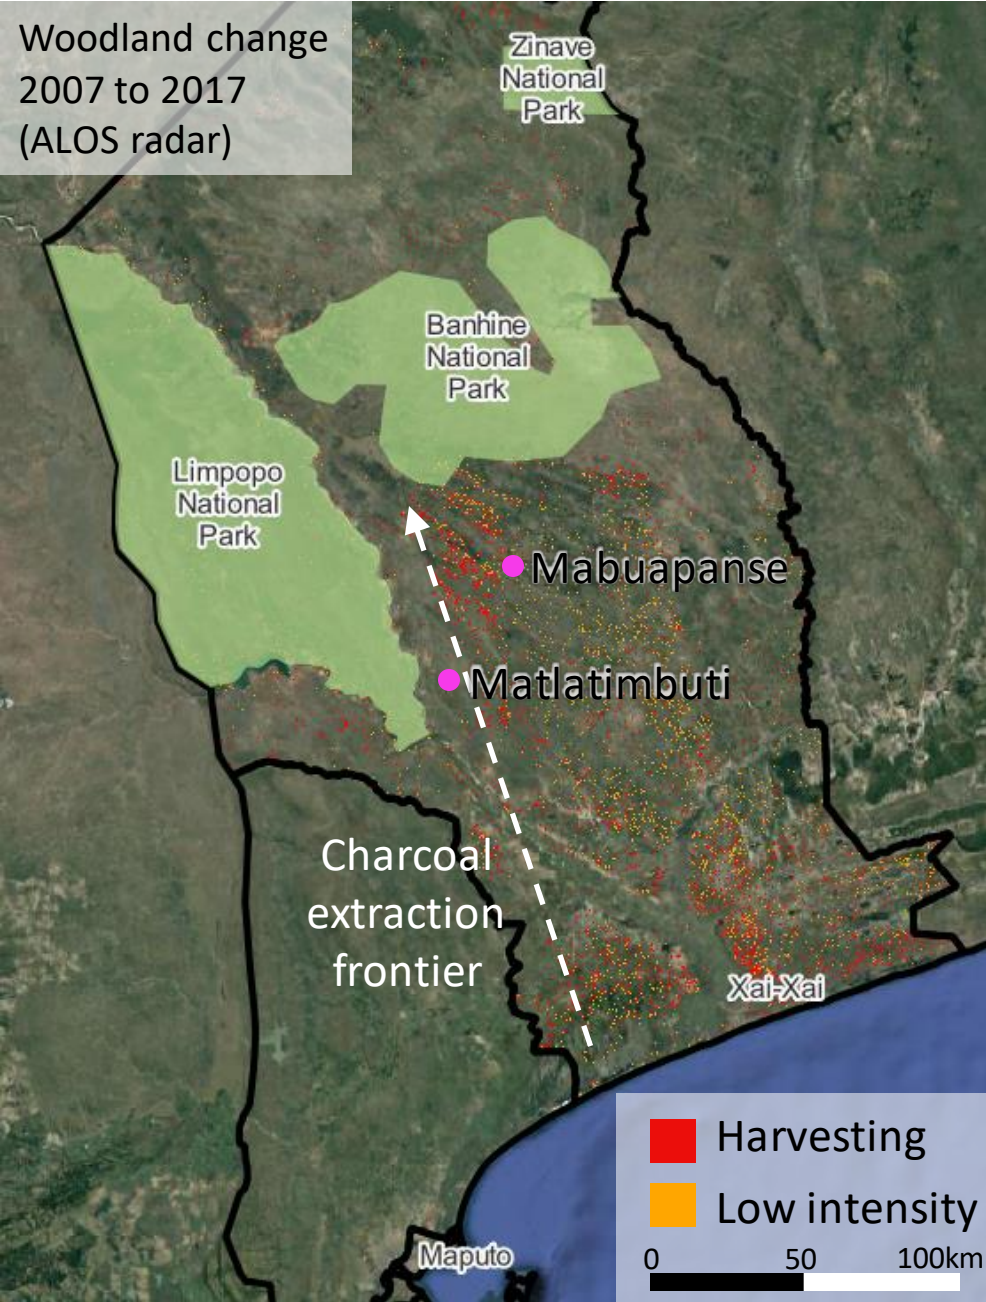 Woodland change
2007 to 2017
(ALOS radar)
Zinave
National
Park
Banhine
National
Park
Limpopo
National
Park
Mabuapanse
Matlatimbuti
Charcoal
extraction
frontier
Xai-Xai
Maputo
Harvesting
Low intensity
0 50 100km